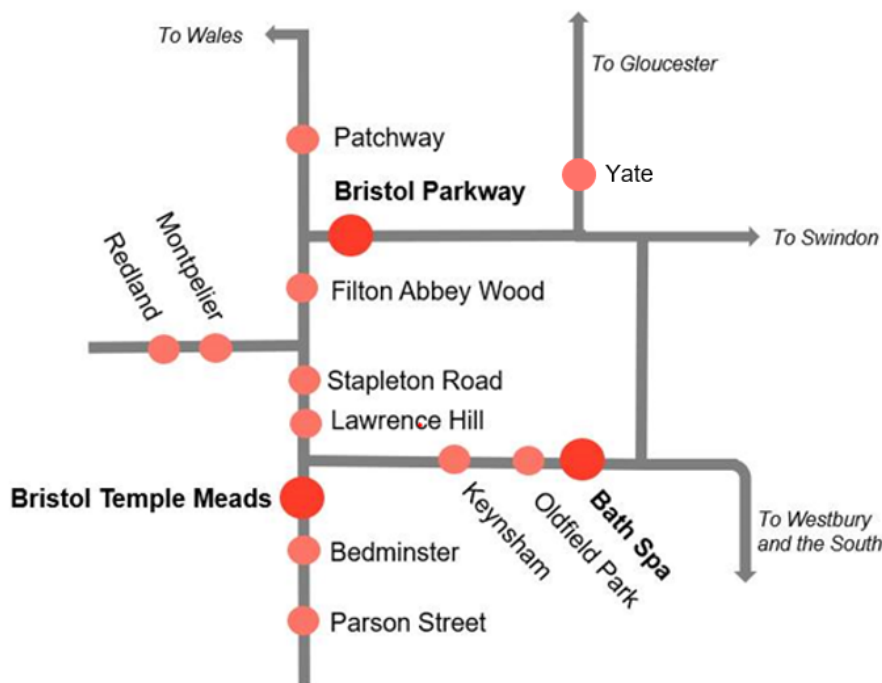 To Wales
To Gloucester
Patchway
Yate
Bristol Parkway
To Swindon
Montpelier
Redland
Filton Abbey Wood
Stapleton Road
Lawrence Hill
Bristol Temple Meads
Keynsham
Oldfield Park
Bath Spa
To Westbury
and the South
Bedminster
Parson Street